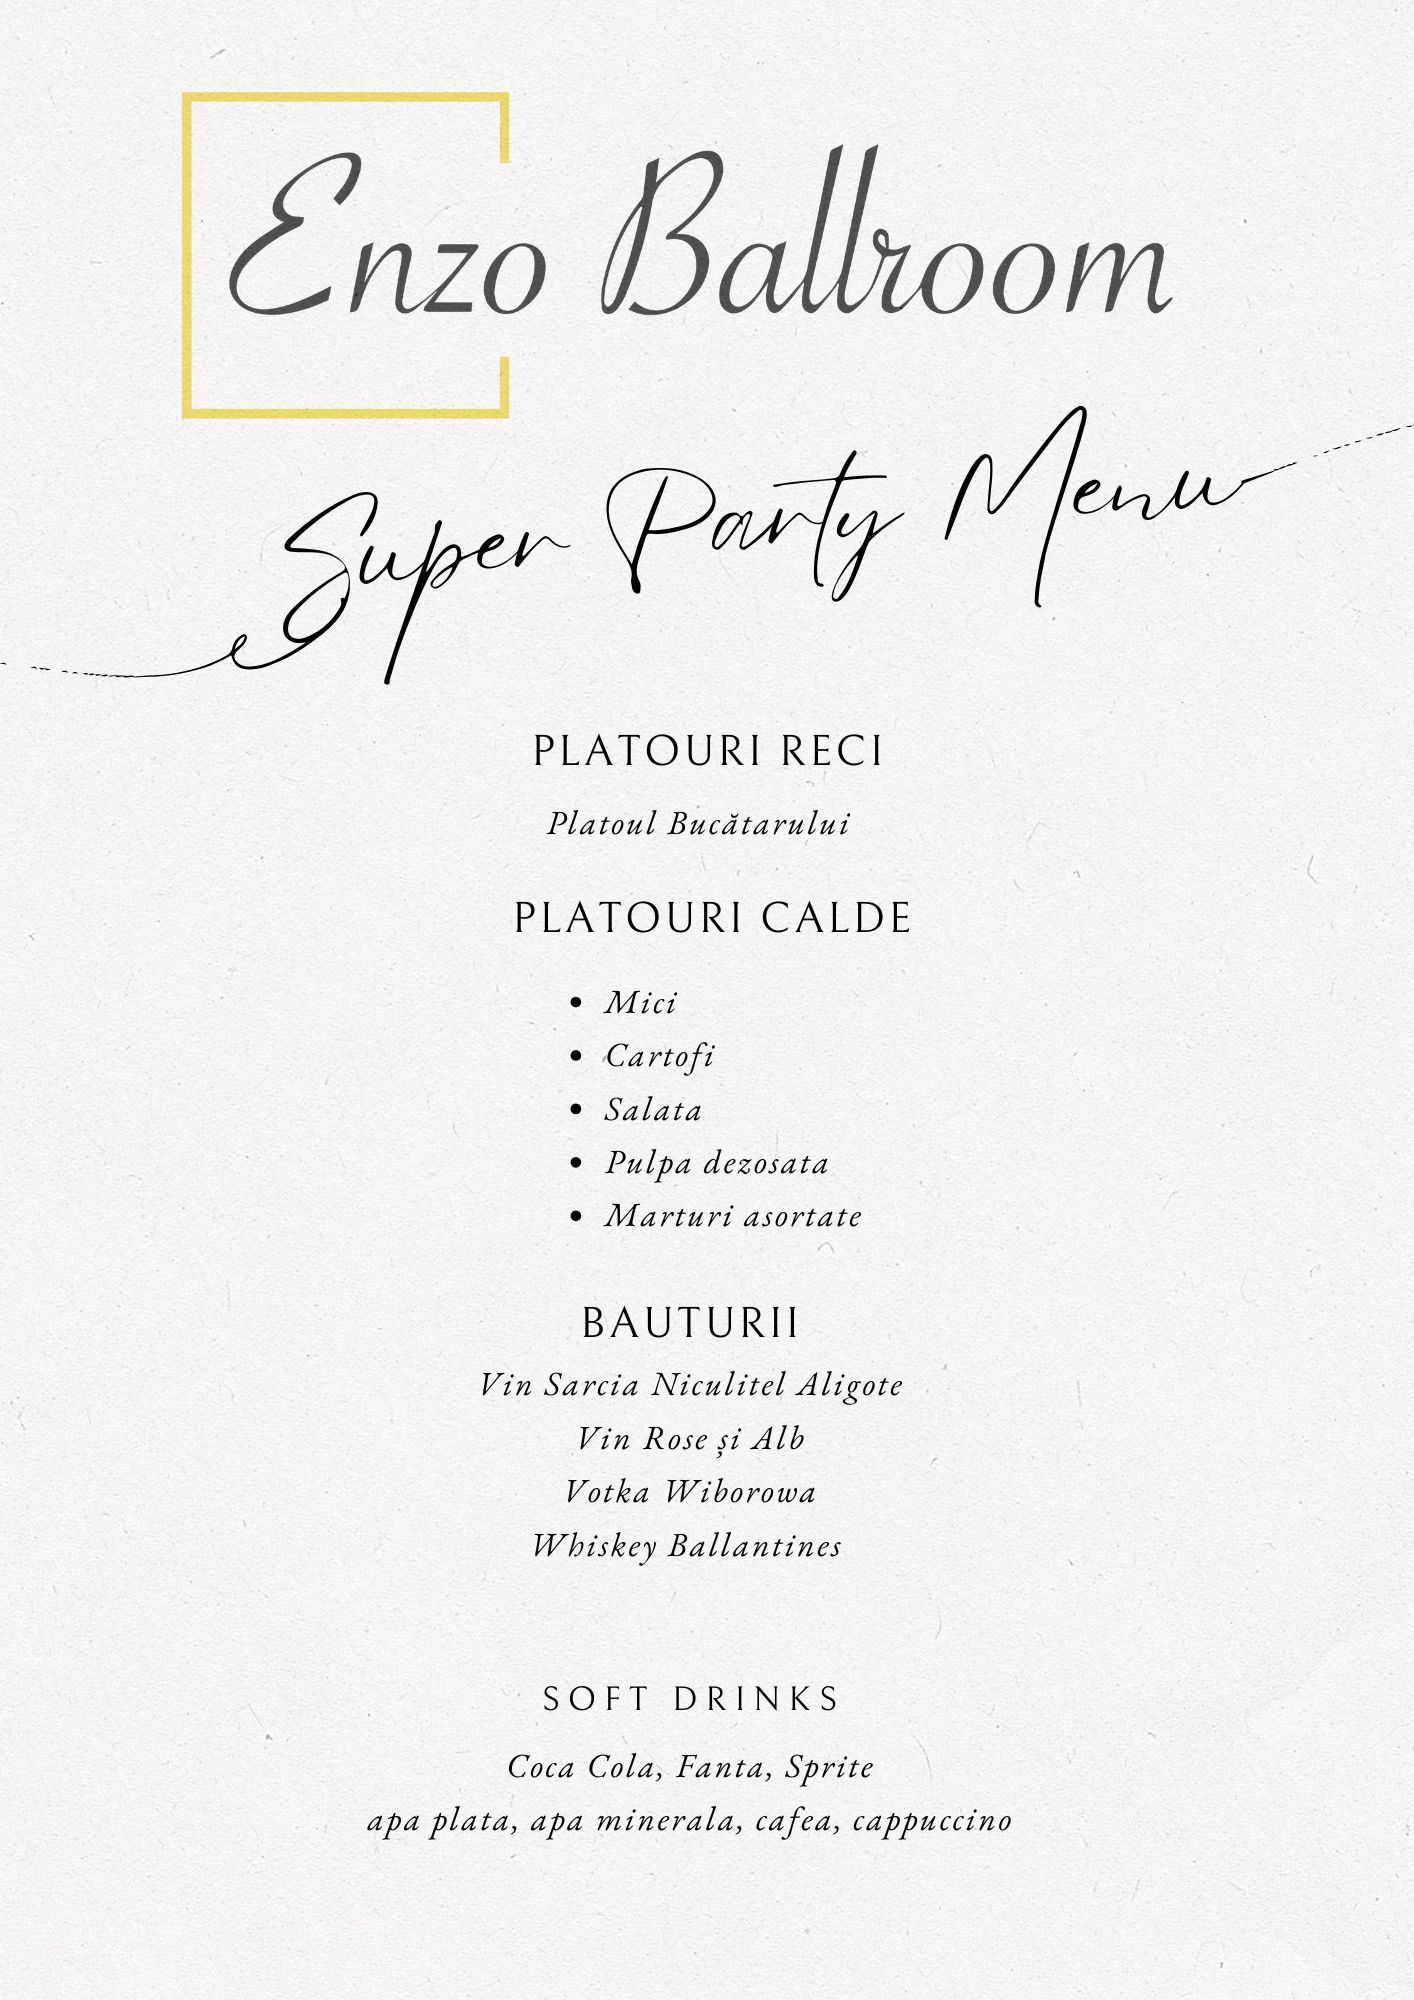 Enzo Ballroom
Super Party Menu
PLATOURI RECI
Platoul Bucătarului
PLATOURI CALDE
• Mici
• Cartofi
• Salata
• Pulpa dezosata
• Marturi asortate
BAUTURII
Vin Sarcia Niculitel Aligote
Vin Rose și Alb
Votka Wiborowa
Whiskey Ballantines
SOFT DRINKS
Coca Cola, Fanta, Sprite
apa plata, apa minerala, cafea, cappuccino